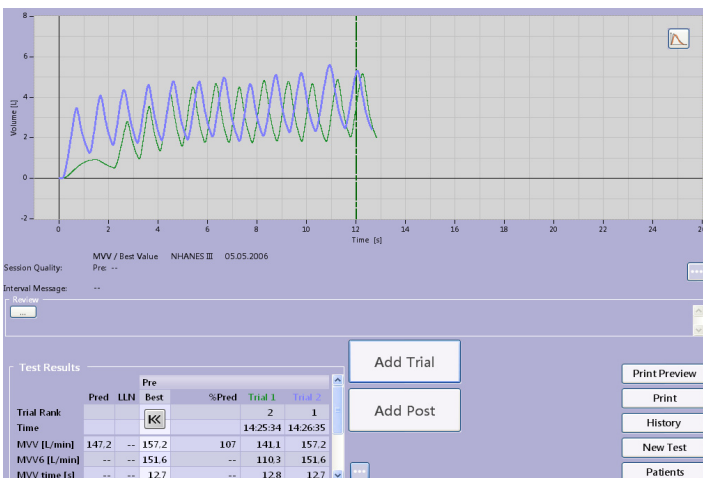 8
6
4
2
0
-2
Volume [L]
0 2 4 6 8 10 12 14 16 18 20 22 24 26
Time [s]
MVV / Best Value NHANES III 05.05.2006
Session Quality: Pre: --
Interval Message: --
Review
...
Test Results
Pre
Pred LLN Best %Pred Trial 1 Trial 2
Trial Rank 2 1
Time 14:25:34 14:26:35
MVV [L/min] 147,2 -- 157,2 107 141,1 157,2
MVV6 [L/min] -- -- 151,6 -- 110,3 151,6
MVV time [s] -- -- 12,7 -- 12,8 12,7
...
Add Trial
Add Post
...
Print Preview
Print
History
New Test
Patients